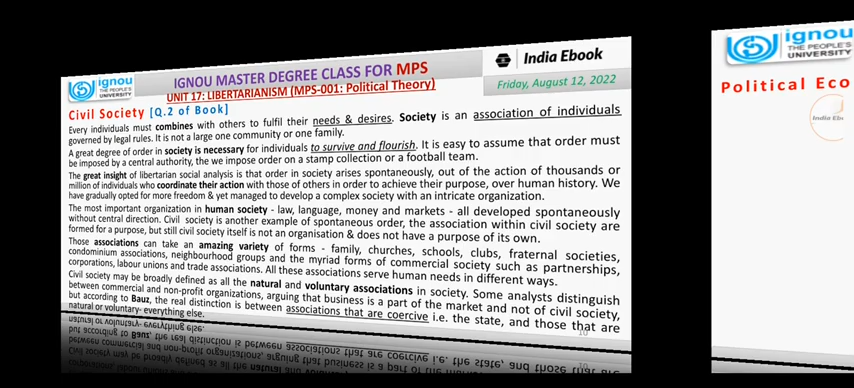 ignou
THE PEOPLE'S
UNIVERSITY
IGNOU MASTER DEGREE CLASS FOR MPS
UNIT 17: LIBERTARIANISM (MPS-001: Political Theory)
India Ebook
Friday, August 12, 2022
Civil Society [Q.2 of Book]
Every individuals must combines with others to fulfil their needs & desires. Society is an association of individuals
governed by legal rules. It is not a large one community or one family.
A great degree of order in society is necessary for individuals to survive and flourish. It is easy to assume that order must
be imposed by a central authority, the we impose order on a stamp collection or a football team.
The great insight of libertarian social analysis is that order in society arises spontaneously, out of the action of thousands or
million of individuals who coordinate their action with those of others in order to achieve their purpose, over human history. We
have gradually opted for more freedom & yet managed to develop a complex society with an intricate organization.
The most important organization in human society - law, language, money and markets - all developed spontaneously
without central direction. Civil society is another example of spontaneous order, the association within civil society are
formed for a purpose, but still civil society itself is not an organisation & does not have a purpose of its own.
Those associations can take an amazing variety of forms - family, churches, schools, clubs, fraternal societies,
condominium associations, neighbourhood groups and the myriad forms of commercial society such as partnerships,
corporations, labour unions and trade associations. All these associations serve human needs in different ways.
Civil society may be broadly defined as all the natural and voluntary associations in society. Some analysts distinguish
between commercial and non-profit organizations, arguing that business is a part of the market and not of civil society,
but according to Bauz, the real distinction is between associations that are coercive i.e. the state, and those that are
natural or voluntary- everything else.
10
ignou
THE PEOPLE'S
UNIVERSITY
Political Eco
India Eb